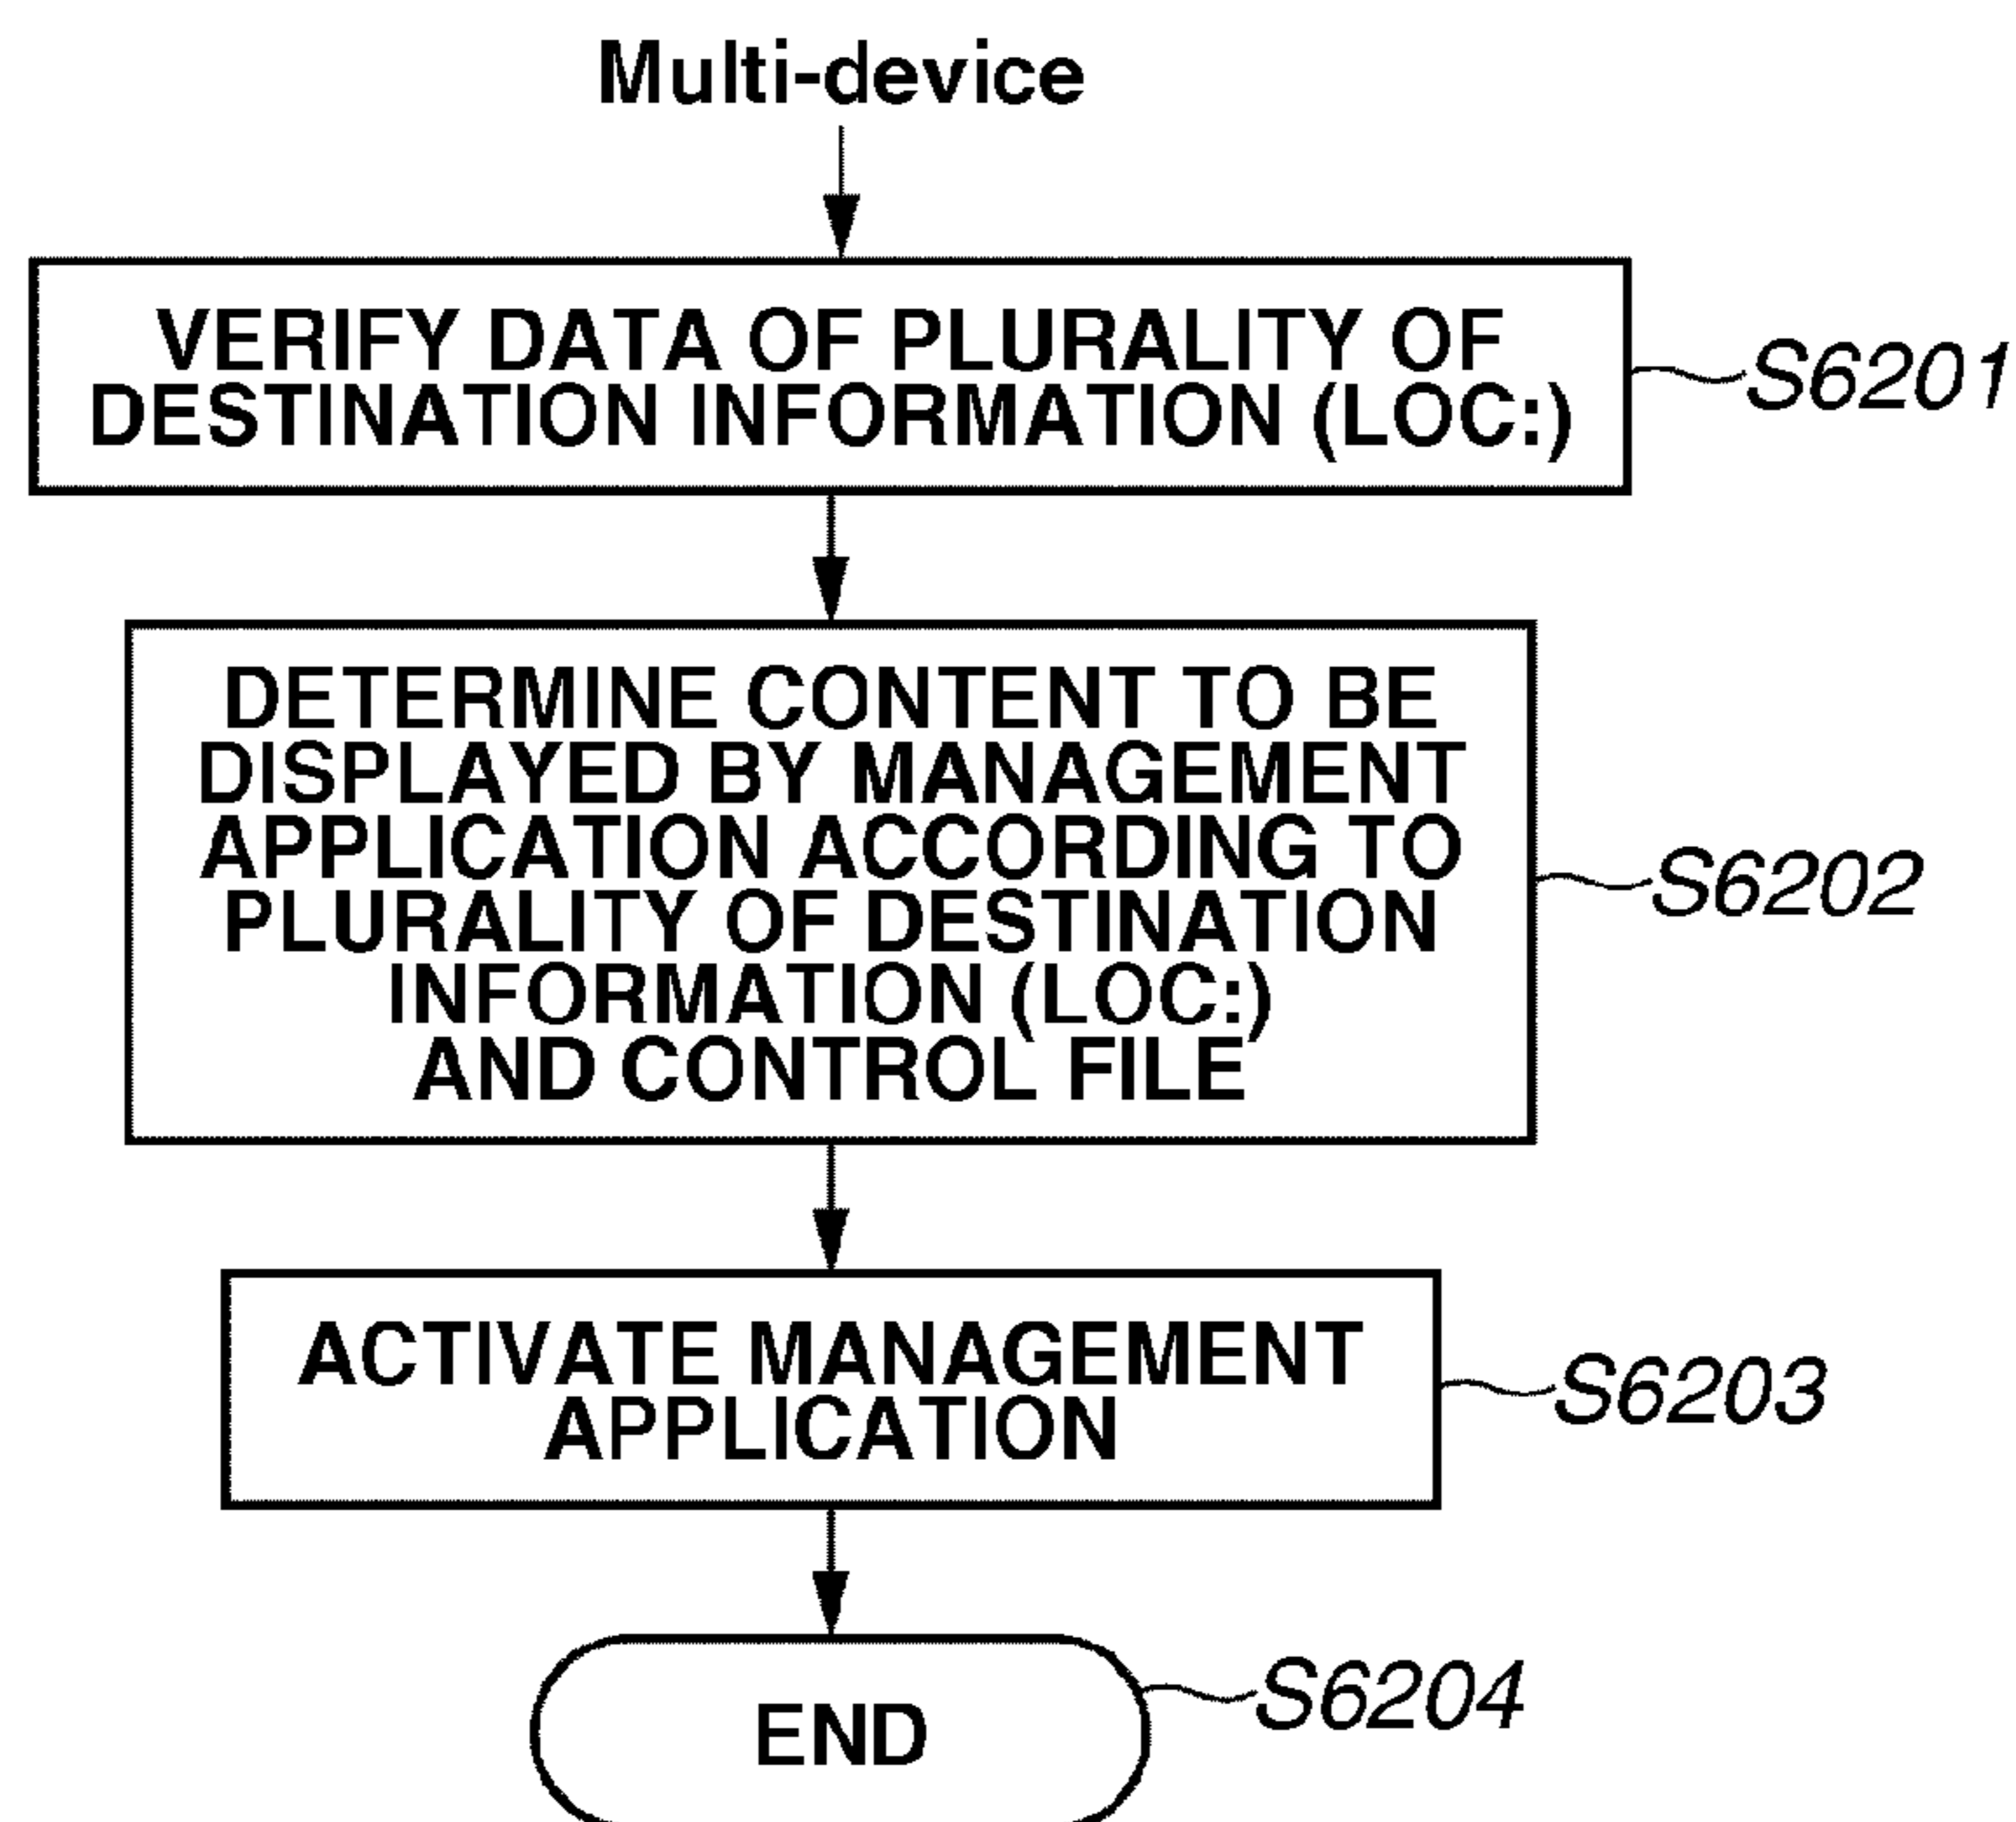 Multi-device
VERIFY DATA OF PLURALITY OF
DESTINATION INFORMATION (LOC:)
S6201
DETERMINE CONTENT TO BE
DISPLAYED BY MANAGEMENT
APPLICATION ACCORDING TO
PLURALITY OF DESTINATION
INFORMATION (LOC:)
AND CONTROL FILE
S6202
ACTIVATE MANAGEMENT
APPLICATION
S6203
END
S6204